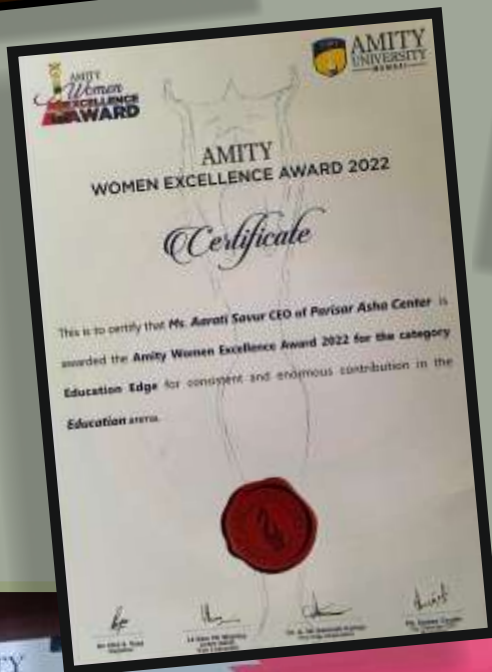 AMITY
Women
EXCELLENCE
AWARD
AMITY
UNIVERSITY
MUMBAI
AMITY
WOMEN EXCELLENCE AWARD 2022
Certificate
This is to certify that Ms. Aarati Savur CEO of Parisar Asha Center is
awarded the Amity Women Excellence Award 2022 for the category
Education Edge for consistent and enormous contribution in the
Education arena.